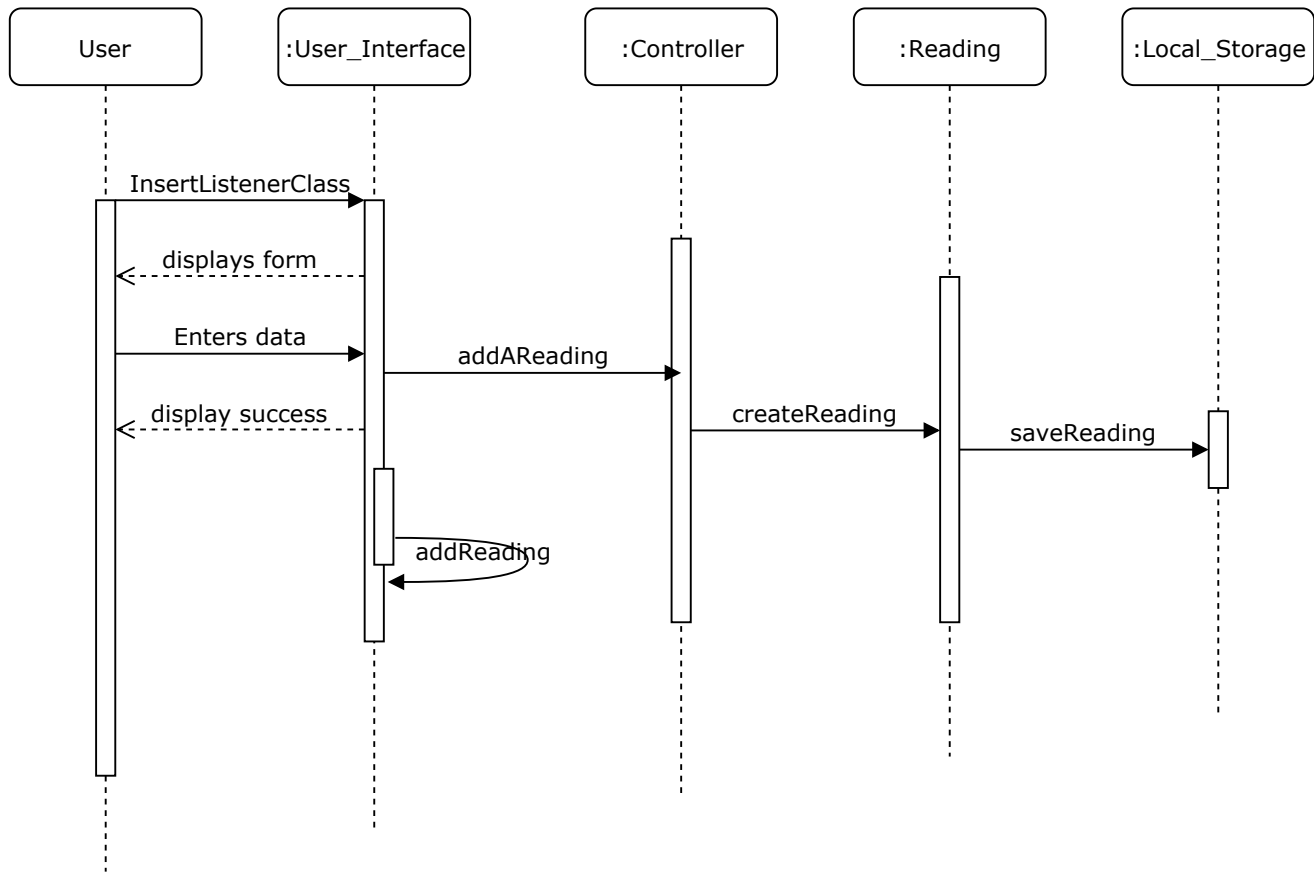 User
:User_Interface
:Controller
:Reading
:Local_Storage
InsertListenerClass
displays form
Enters data
addAReading
display success
createReading
saveReading
addReading